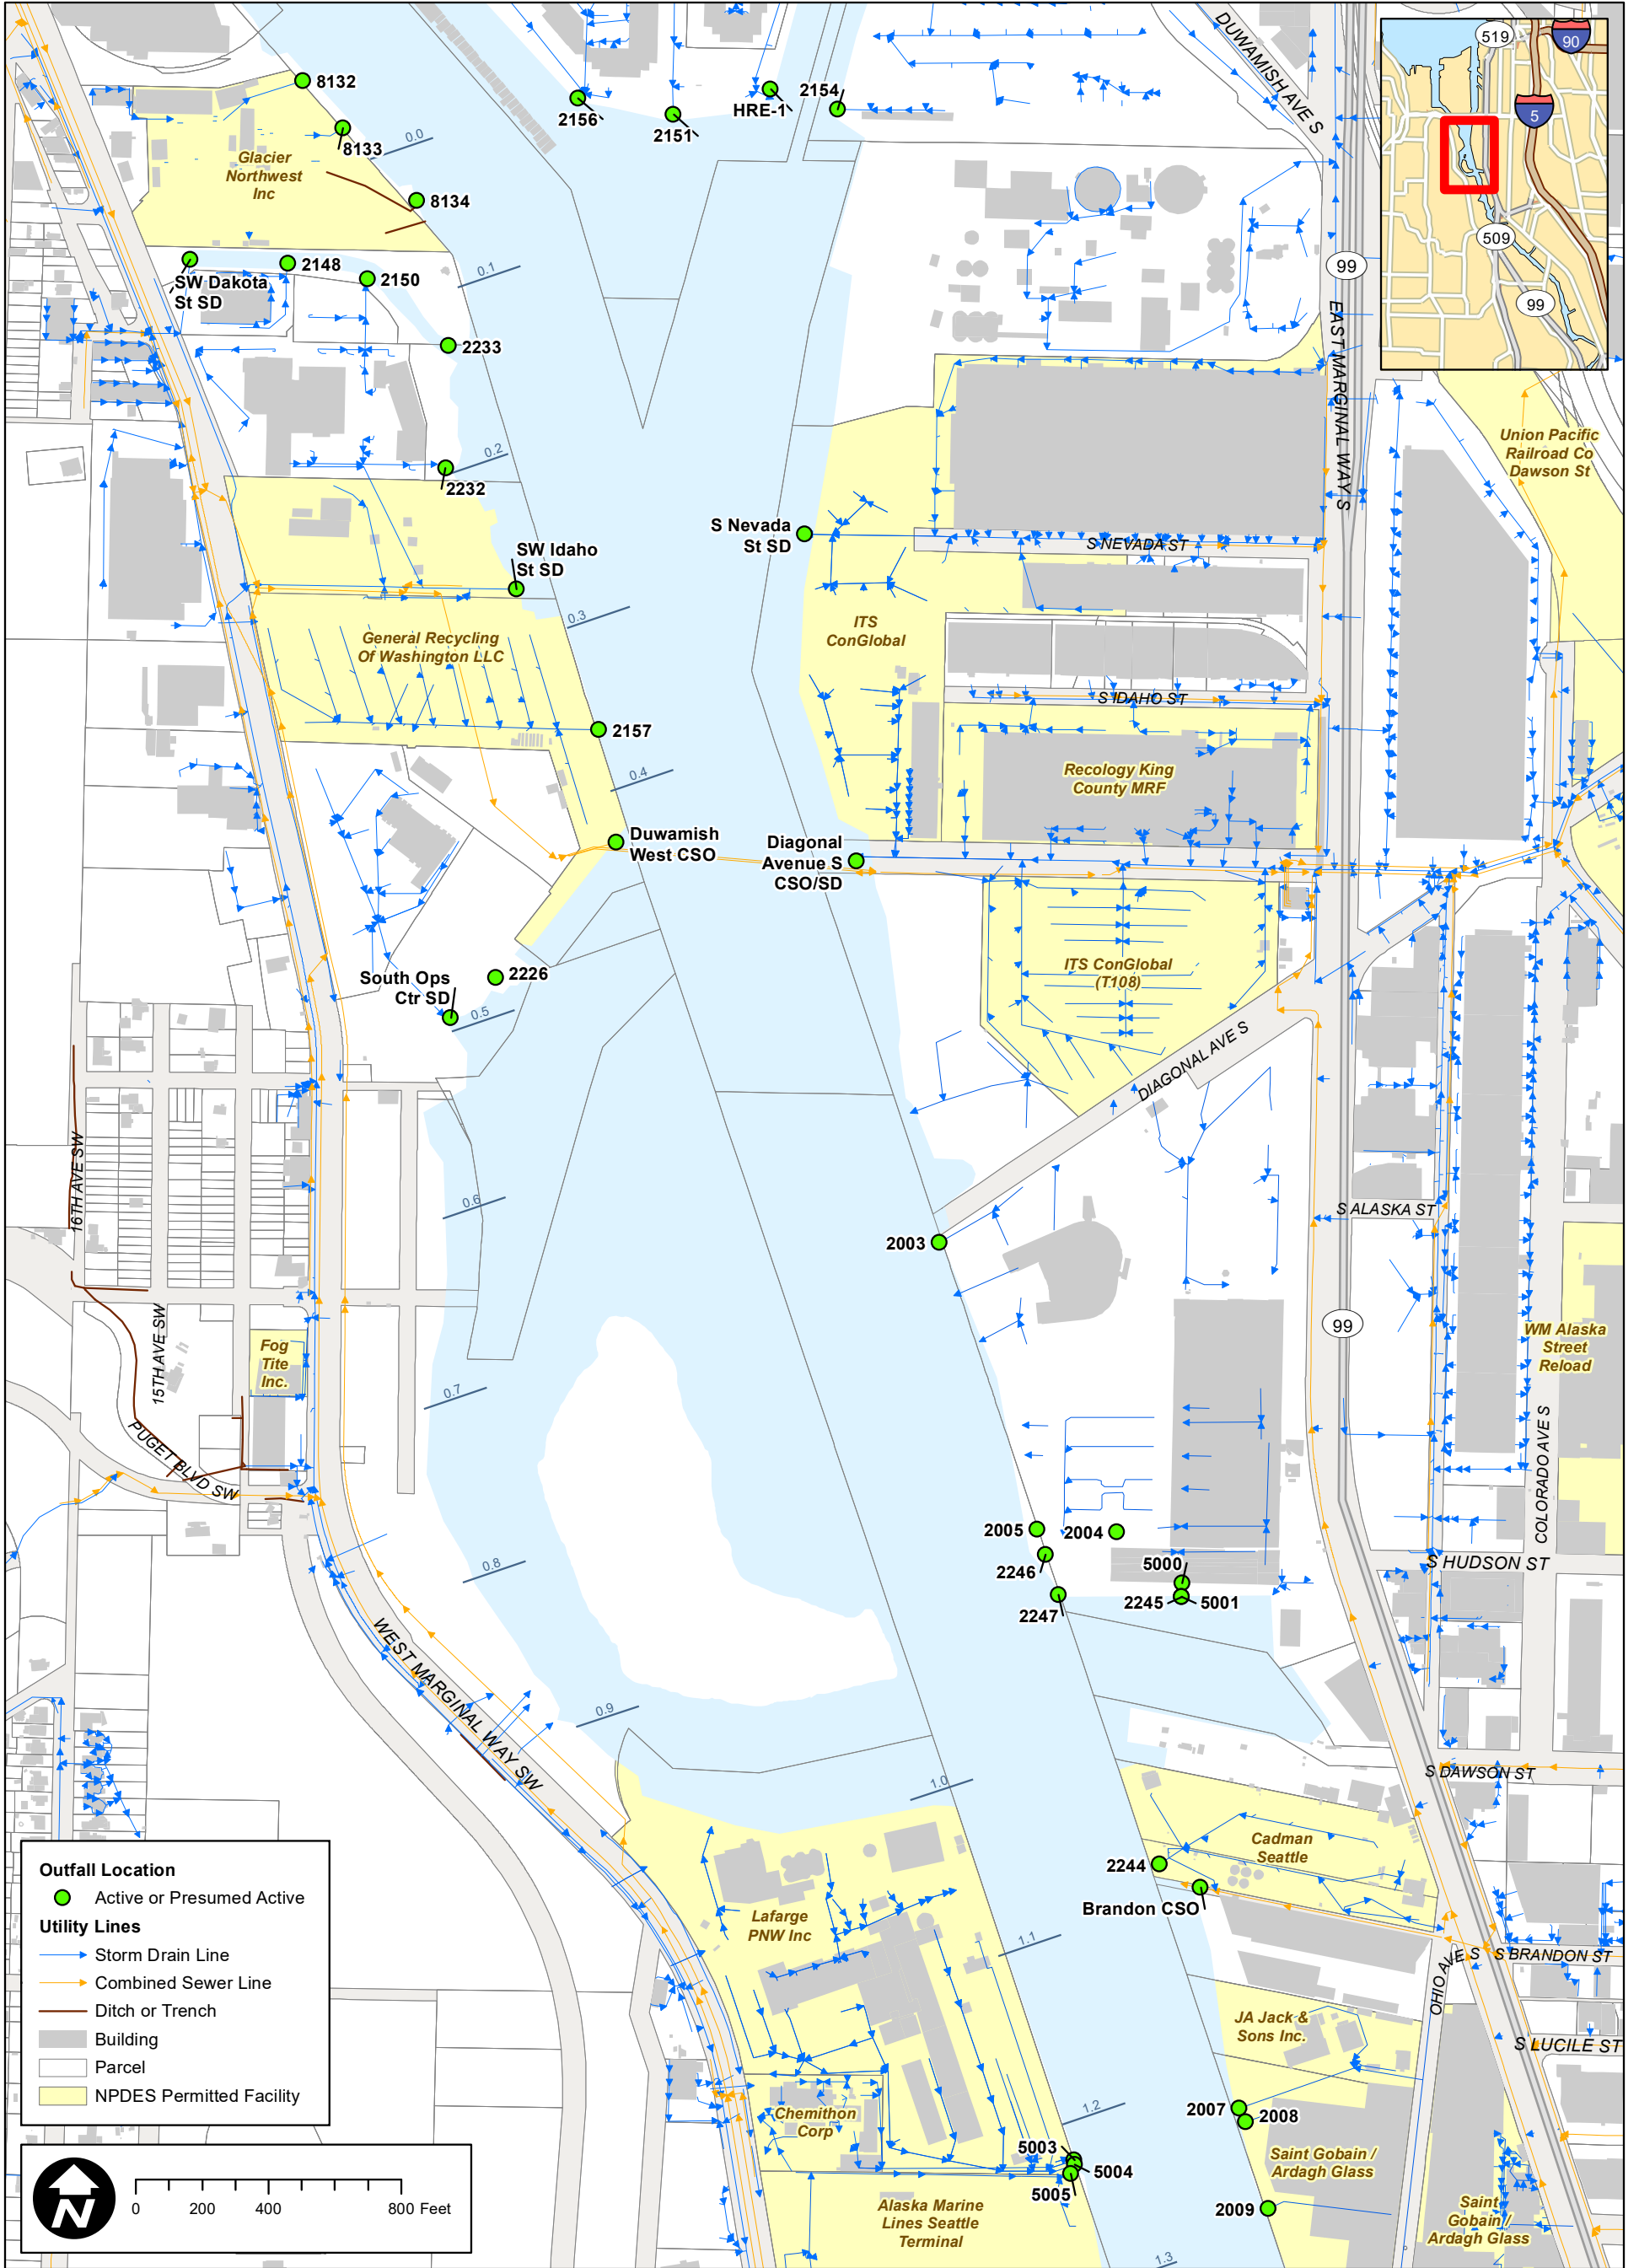 DUWAMISH AVE S
519
90
5
509
99
8132
8133
8134
0.0
Glacier
Northwest
Inc
2156
2151
HRE-1
2154
SW Dakota
St SD
2148
2150
0.1
2233
99
EAST MARGINAL WAY S
0.2
2232
Union Pacific
Railroad Co
Dawson St
S Nevada
St SD
S NEVADA ST
SW Idaho
St SD
0.3
General Recycling
Of Washington LLC
ITS
ConGlobal
S IDAHO ST
2157
0.4
Recology King
County MRF
Duwamish
West CSO
Diagonal
Avenue S
CSO/SD
ITS ConGlobal
(T108)
2226
South Ops
Ctr SD
0.5
DIAGONAL AVE S
16TH AVE SW
0.6
S ALASKA ST
2003
15TH AVE SW
99
Fog
Tite
Inc.
WM Alaska
Street
Reload
0.7
PUGET BLVD SW
COLORADO AVE S
2005
2004
2246
5000
S HUDSON ST
0.8
2247
2245
5001
WEST MARGINAL WAY SW
0.9
1.0
S DAWSON ST
Cadman
Seattle
2244
Brandon CSO
Lafarge
PNW Inc
1.1
OHIO AVE S
S BRANDON ST
JA Jack &
Sons Inc.
S LUCILE ST
1.2
Chemithon
Corp
2007
2008
5003
5004
5005
Saint Gobain /
Ardagh Glass
2009
Alaska Marine
Lines Seattle
Terminal
Saint
Gobain /
Ardagh Glass
1.3
Outfall Location
Active or Presumed Active
Utility Lines
Storm Drain Line
Combined Sewer Line
Ditch or Trench
Building
Parcel
NPDES Permitted Facility
N
0 200 400 800 Feet